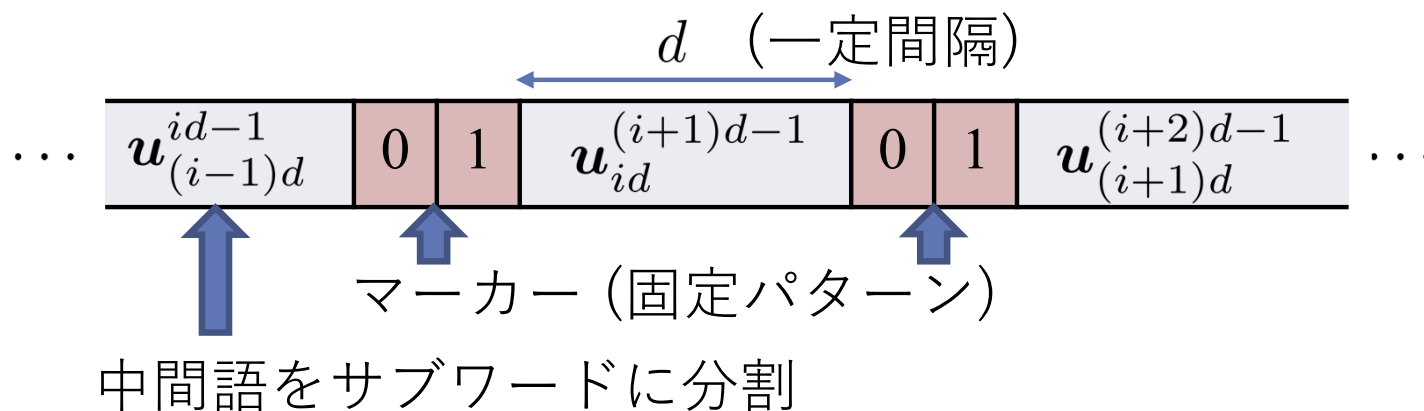 d (一定間隔)
⋯ u_{(i-1)d}^{id-1} 0 1 u_{id}^{(i+1)d-1} 0 1 u_{(i+1)d}^{(i+2)d-1} ⋯
マーカー (固定パターン)
中間語をサブワードに分割